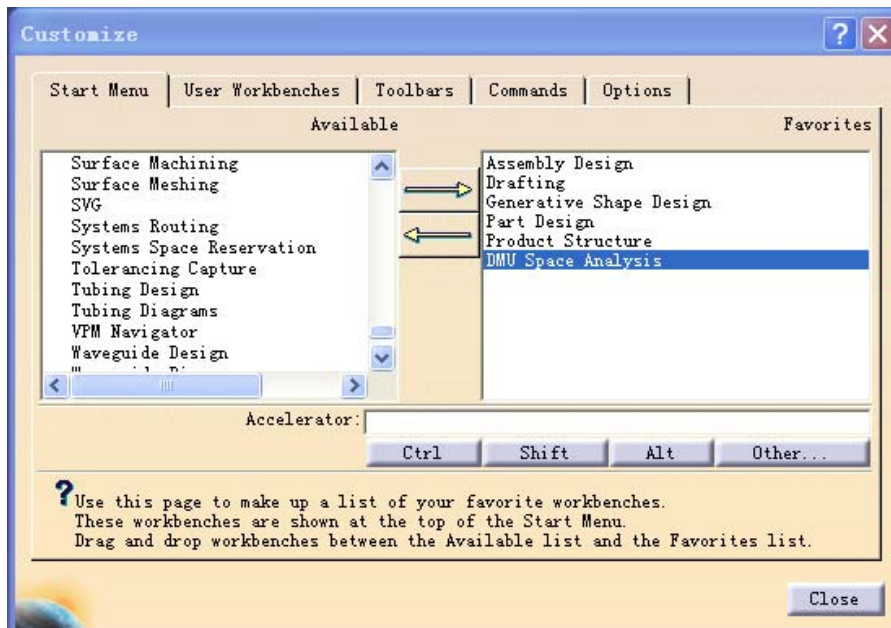 Customize
Start Menu
User Workbenches
Toolbars
Commands
Options
Available
Favorites
Surface Machining
Surface Meshing
SVG
Systems Routing
Systems Space Reservation
Tolerancing Capture
Tubing Design
Tubing Diagrams
VPM Navigator
Waveguide Design
Assembly Design
Drafting
Generative Shape Design
Part Design
Product Structure
DMU Space Analysis
Accelerator:
Ctrl
Shift
Alt
Other...
Use this page to make up a list of your favorite workbenches.
These workbenches are shown at the top of the Start Menu.
Drag and drop workbenches between the Available list and the Favorites list.
Close